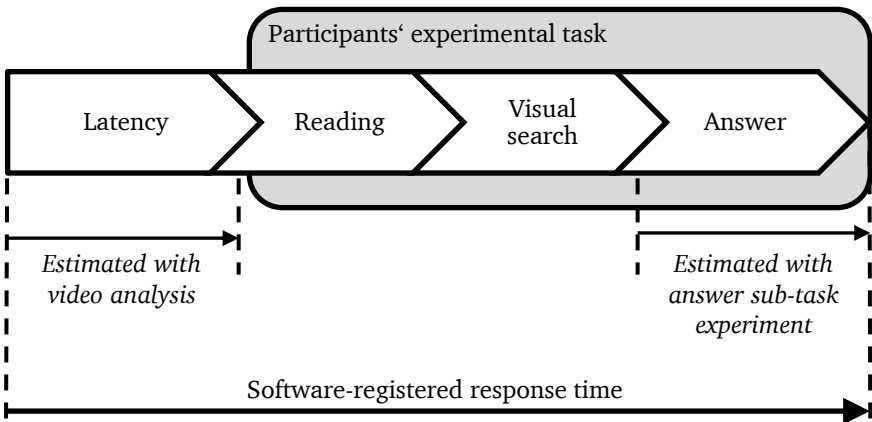 Participants‘ experimental task
Latency
Reading
Visual
search
Answer
Estimated with
video analysis
Estimated with
answer sub-task
experiment
Software-registered response time